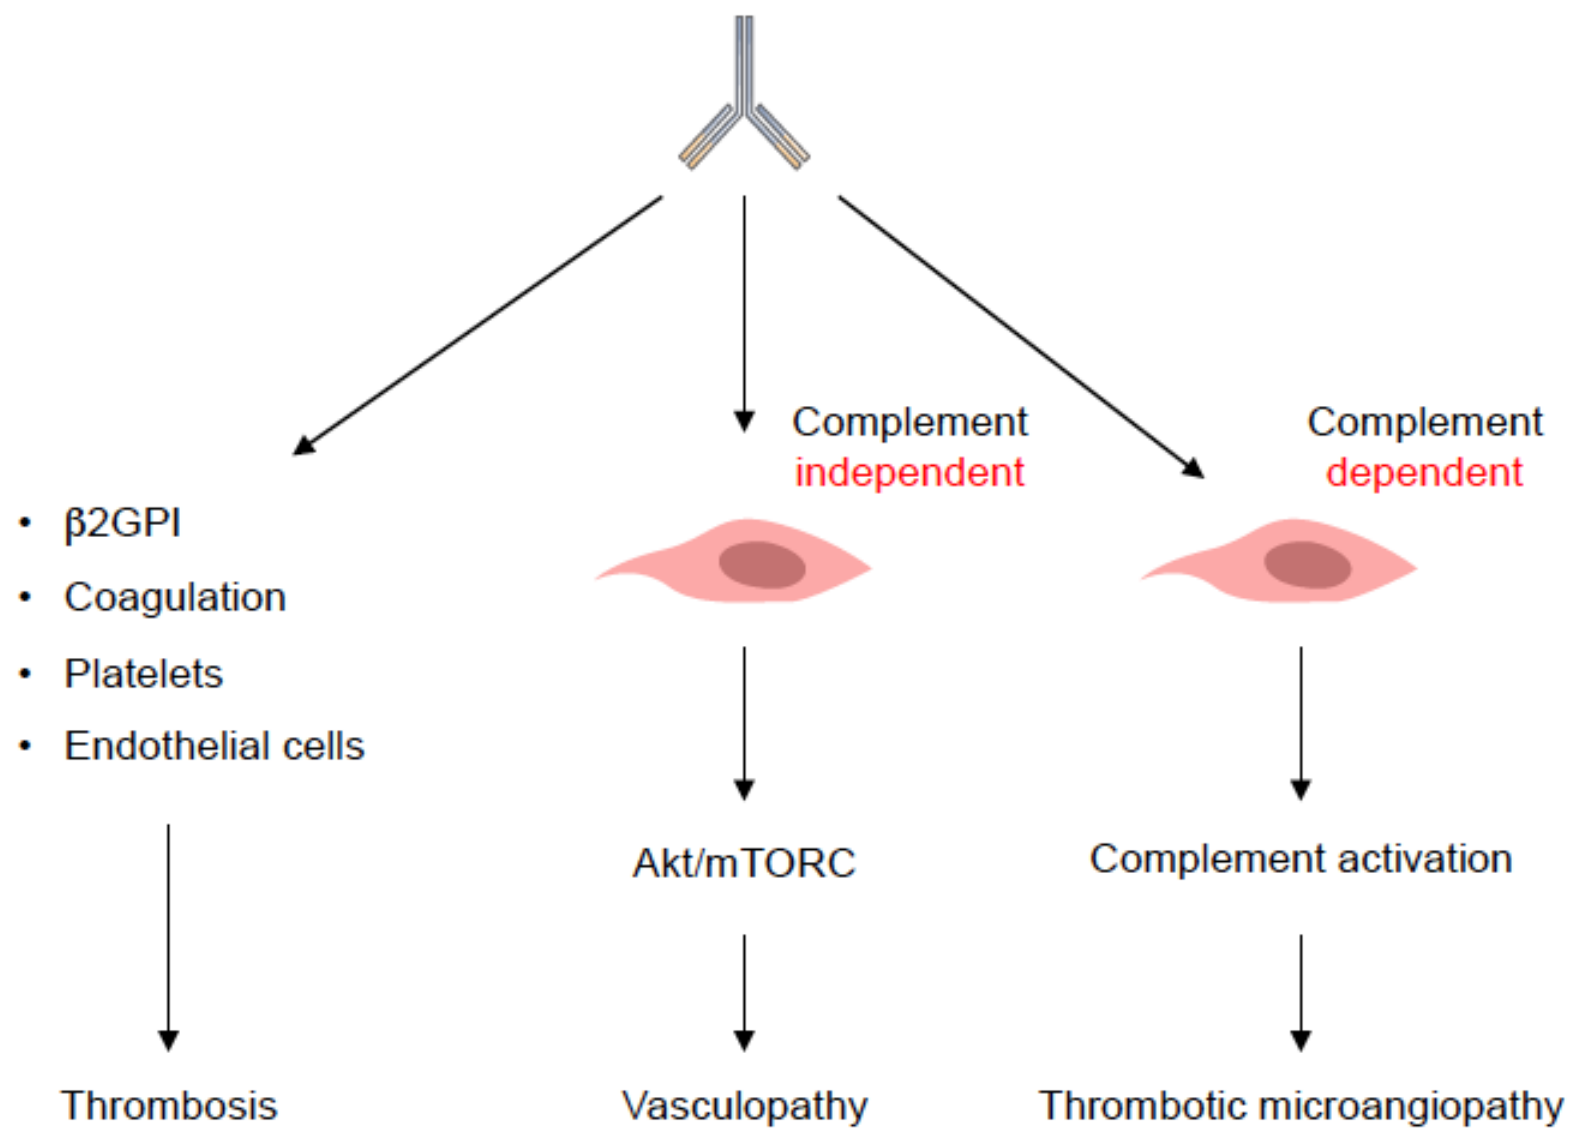 Complement
independent
Complement
dependent
• β2GPI
• Coagulation
• Platelets
• Endothelial cells
Akt/mTORC
Complement activation
Thrombosis
Vasculopathy
Thrombotic microangiopathy